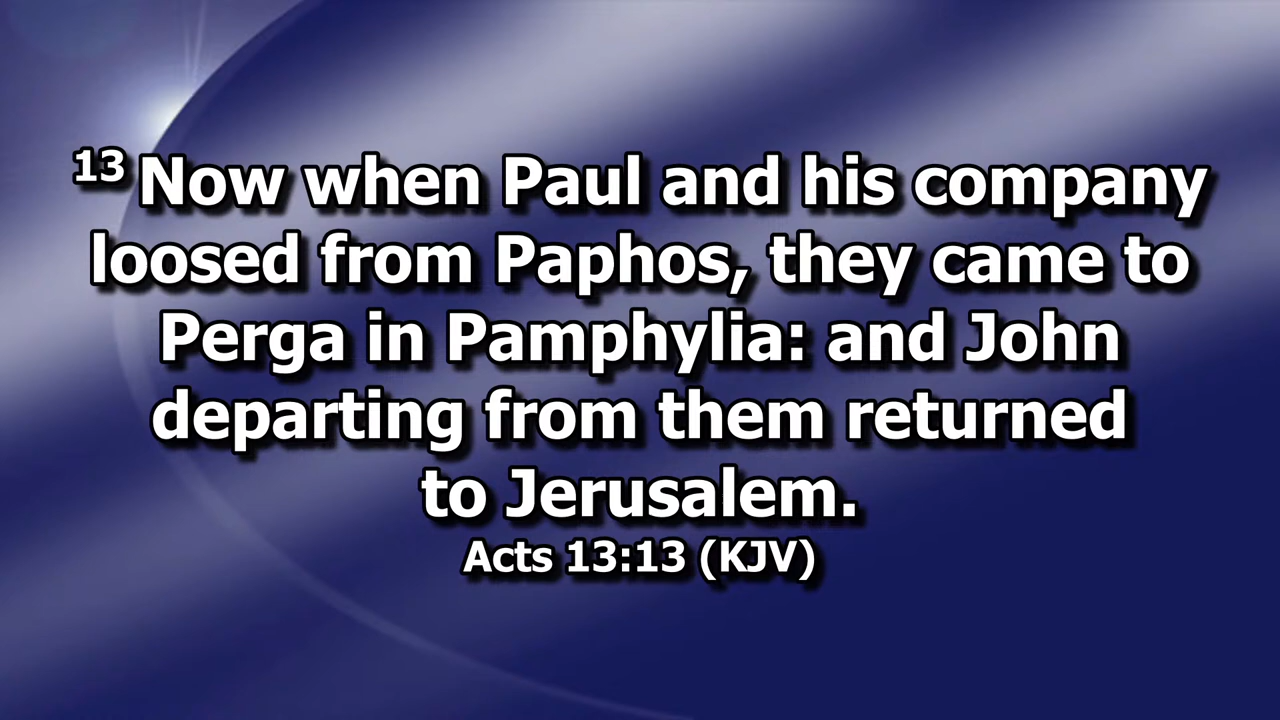 13 Now when Paul and his company
loosed from Paphos, they came to
Perga in Pamphylia: and John
departing from them returned
to Jerusalem.
Acts 13:13 (KJV)